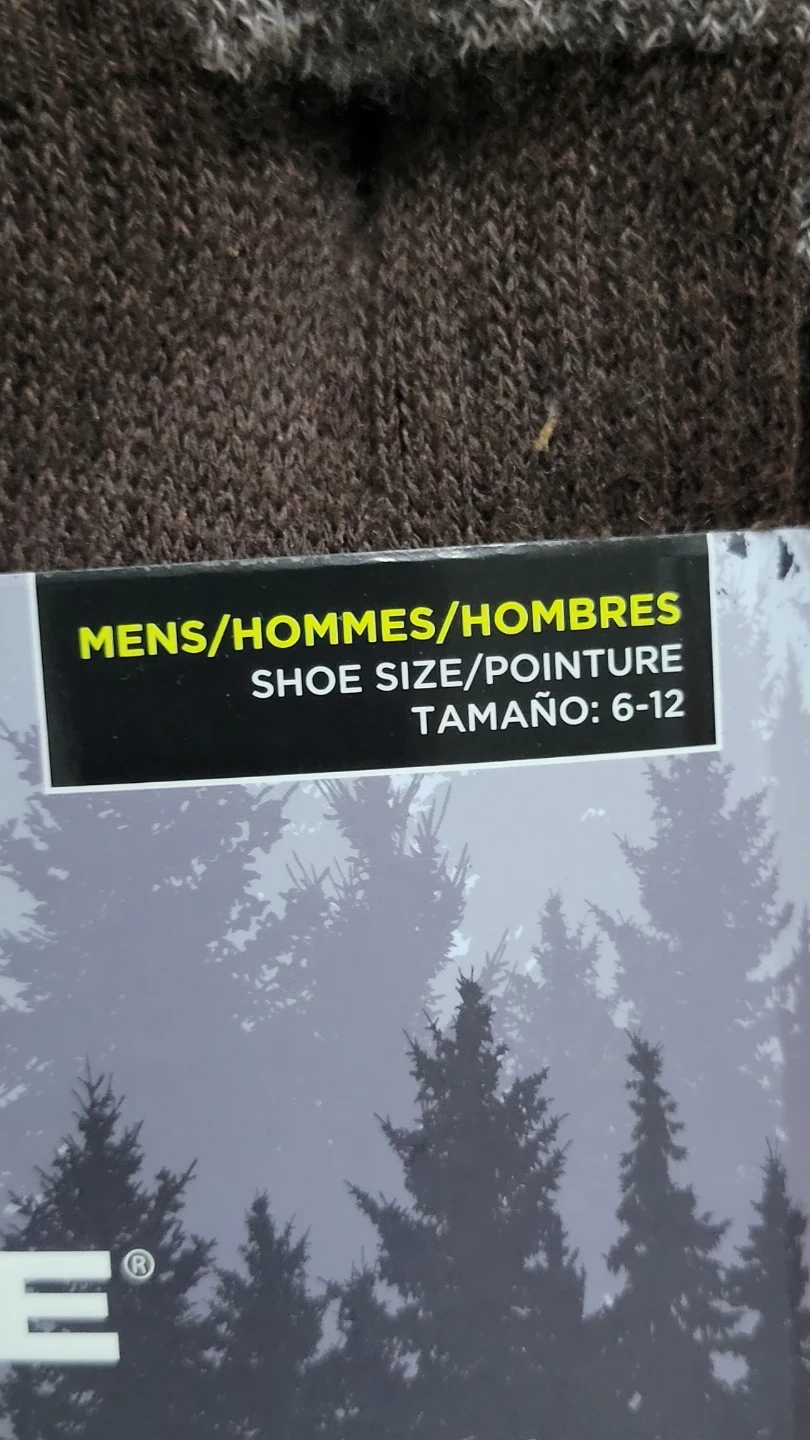 MENS/HOMMES/HOMBRES
SHOE SIZE/POINTURE
TAMAÑO: 6-12
E®